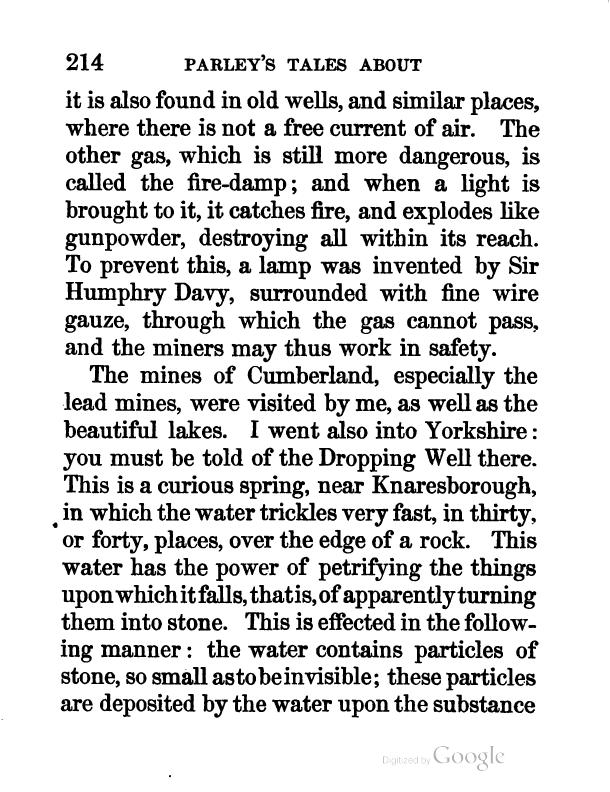 214 PARLEY'S TALES ABOUT
it is also found in old wells, and similar places,
where there is not a free current of air. The
other gas, which is still more dangerous, is
called the fire-damp; and when a light is
brought to it, it catches fire, and explodes like
gunpowder, destroying all within its reach.
To prevent this, a lamp was invented by Sir
Humphry Davy, surrounded with fine wire
gauze, through which the gas cannot pass,
and the miners may thus work in safety.
The mines of Cumberland, especially the
lead mines, were visited by me, as well as the
beautiful lakes. I went also into Yorkshire:
you must be told of the Dropping Well there.
This is a curious spring, near Knaresborough,
in which the water trickles very fast, in thirty,
or forty, places, over the edge of a rock. This
water has the power of petrifying the things
upon which it falls, that is, of apparently turning
them into stone. This is effected in the follow-
ing manner: the water contains particles of
stone, so small as to be invisible; these particles
are deposited by the water upon the substance
Digitized by Google